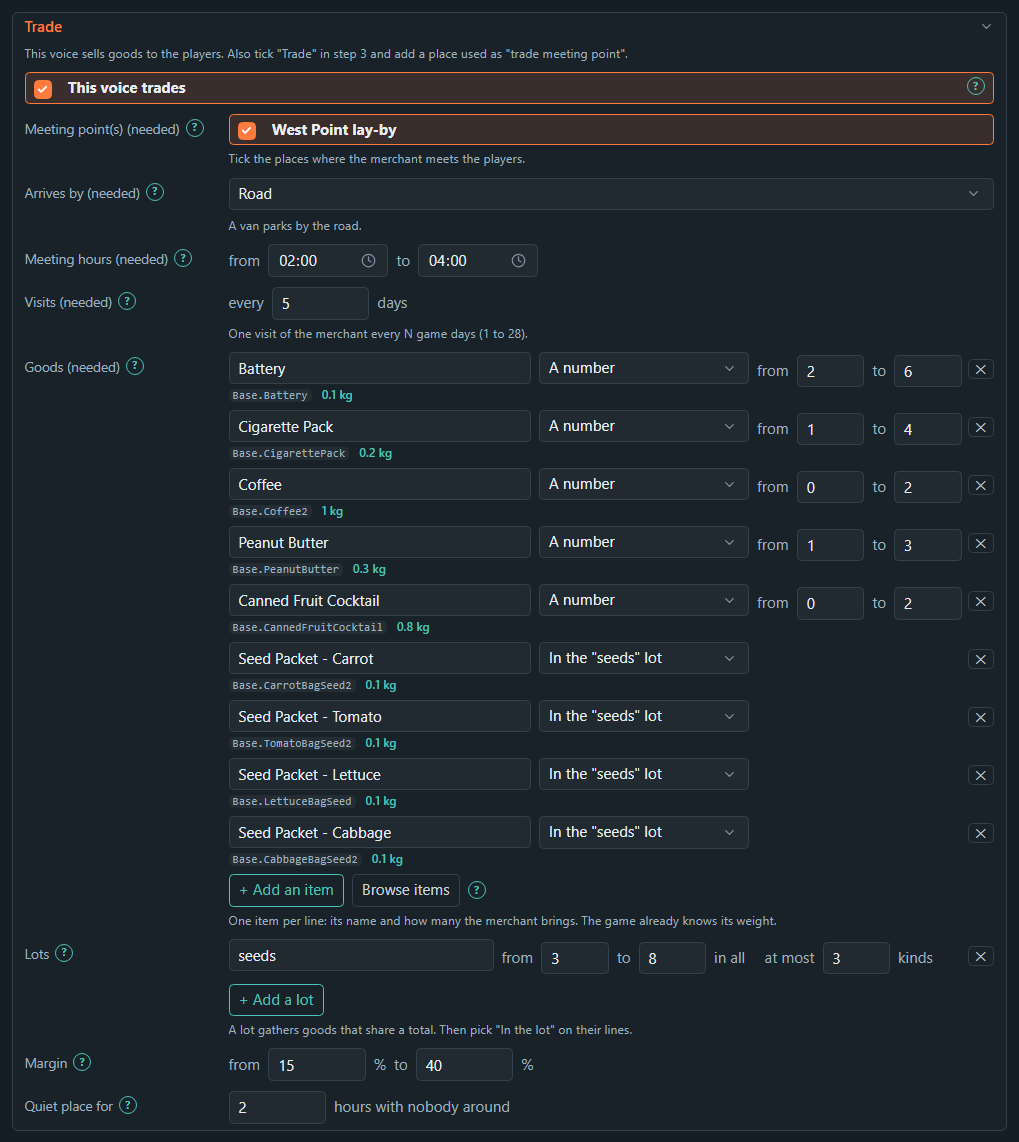 Trade
This voice sells goods to the players. Also tick "Trade" in step 3 and add a place used as "trade meeting point".
This voice trades ?
Meeting point(s) (needed) ? West Point lay-by
Tick the places where the merchant meets the players.
Arrives by (needed) ? Road
A van parks by the road.
Meeting hours (needed) ? from 02:00 to 04:00
Visits (needed) ? every 5 days
One visit of the merchant every N game days (1 to 28).
Goods (needed) ? Battery A number from 2 to 6
Base.Battery 0.1 kg
Cigarette Pack A number from 1 to 4
Base.CigarettePack 0.2 kg
Coffee A number from 0 to 2
Base.Coffee2 1 kg
Peanut Butter A number from 1 to 3
Base.PeanutButter 0.3 kg
Canned Fruit Cocktail A number from 0 to 2
Base.CannedFruitCocktail 0.8 kg
Seed Packet - Carrot In the "seeds" lot
Base.CarrotBagSeed2 0.1 kg
Seed Packet - Tomato In the "seeds" lot
Base.TomatoBagSeed2 0.1 kg
Seed Packet - Lettuce In the "seeds" lot
Base.LettuceBagSeed 0.1 kg
Seed Packet - Cabbage In the "seeds" lot
Base.CabbageBagSeed2 0.1 kg
+ Add an item Browse items ?
One item per line: its name and how many the merchant brings. The game already knows its weight.
Lots ? seeds from 3 to 8 in all at most 3 kinds
+ Add a lot
A lot gathers goods that share a total. Then pick "In the lot" on their lines.
Margin ? from 15 % to 40 %
Quiet place for ? 2 hours with nobody around